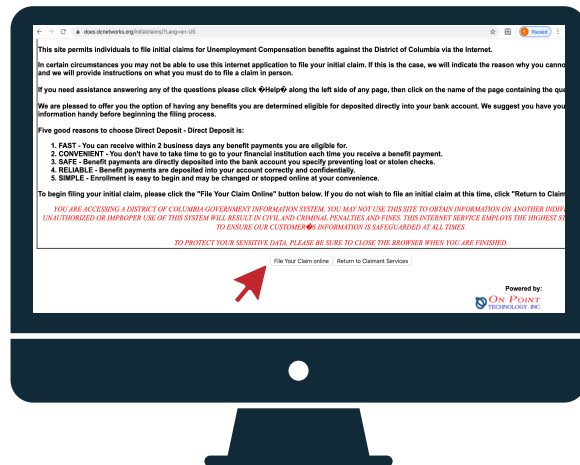 does.dcnetworks.org/initialclaims/?Lang=en-US
Paused
This site permits individuals to file initial claims for Unemployment Compensation benefits against the District of Columbia via the Internet.
In certain circumstances you may not be able to use this internet application to file your initial claim. If this is the case, we will indicate the reason why you canno
and we will provide instructions on what you must do to file a claim in person.
If you need assistance answering any of the questions please click �Help� along the left side of any page, then click on the name of the page containing the que
We are pleased to offer you the option of having any benefits you are determined eligible for deposited directly into your bank account. We suggest you have you
information handy before beginning the filing process.
Five good reasons to choose Direct Deposit - Direct Deposit is:
1. FAST - You can receive within 2 business days any benefit payments you are eligible for.
2. CONVENIENT - You don't have to take time to go to your financial institution each time you receive a benefit payment.
3. SAFE - Benefit payments are directly deposited into the bank account you specify preventing lost or stolen checks.
4. RELIABLE - Benefit payments are deposited into your account correctly and confidentially.
5. SIMPLE - Enrollment is easy to begin and may be changed or stopped online at your convenience.
To begin filing your initial claim, please click the "File Your Claim Online" button below. If you do not wish to file an initial claim at this time, click "Return to Claim
YOU ARE ACCESSING A DISTRICT OF COLUMBIA GOVERNMENT INFORMATION SYSTEM. YOU MAY NOT USE THIS SITE TO OBTAIN INFORMATION ON ANOTHER INDIV
UNAUTHORIZED OR IMPROPER USE OF THIS SYSTEM WILL RESULT IN CIVIL AND CRIMINAL PENALTIES AND FINES. THIS INTERNET SERVICE EMPLOYS THE HIGHEST ST
TO ENSURE OUR CUSTOMER�S INFORMATION IS SAFEGUARDED AT ALL TIMES.
TO PROTECT YOUR SENSITIVE DATA, PLEASE BE SURE TO CLOSE THE BROWSER WHEN YOU ARE FINISHED.
File Your Claim online Return to Claimant Services
Powered by:
ON POINT
TECHNOLOGY, INC.